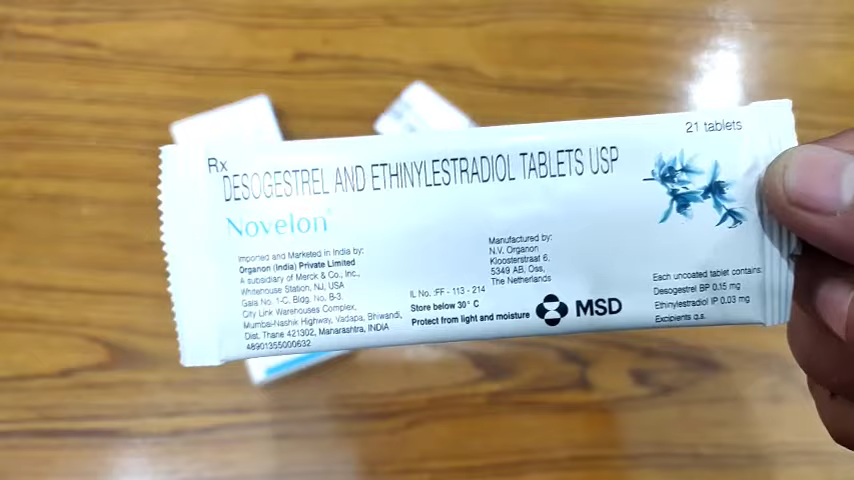 21 tablets
Rx
DESOGESTREL AND ETHINYLESTRADIOL TABLETS USP
Novelon®
Imported and Marketed in India by:
Organon (India) Private Limited
A subsidiary of Merck & Co., Inc.,
Whitehouse Station, NJ, USA
Gala No. 1-C, Bldg. No. B-3,
City Link Warehouses Complex,
Mumbai-Nashik Highway, Vadapa, Bhiwandi,
Dist. Thane 421302, Maharashtra, INDIA
48901355000632
Manufactured by:
N.V. Organon
Kloosterstraat 6,
5349 AB, Oss,
The Netherlands
IL No.:FF - 113 - 214
Store below 30° C
Protect from light and moisture
MSD
Each uncoated tablet contains:
Desogestrel BP 0.15 mg
Ethinylestradiol IP 0.03 mg
Excipients q.s.